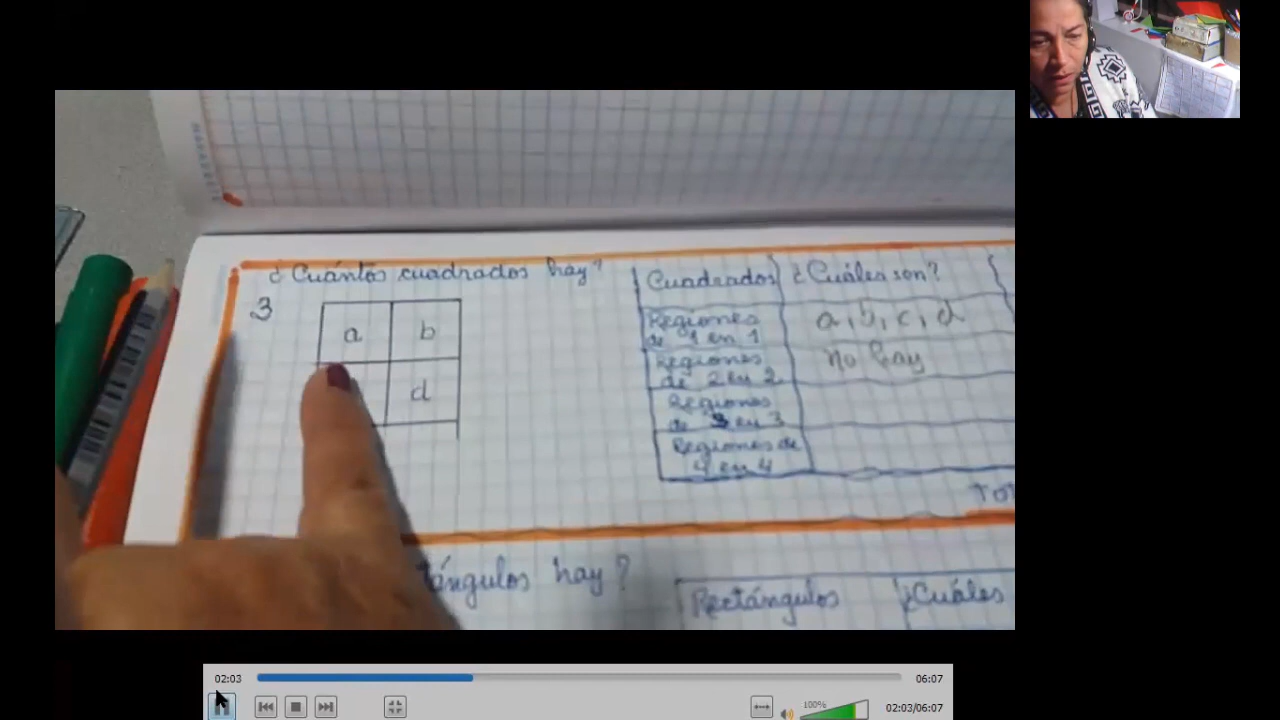 ¿Cuántos cuadrados hay?
3
a b
d
Cuadrados ¿Cuáles son?
Regiones de 1 en 1 a, b, c, d
Regiones de 2 en 2 no hay
Regiones de 3 en 3
Regiones de 4 en 4
TOT
tángulos hay?
Rectángulos ¿Cuáles
02:03 06:07
100% 02:03/06:07